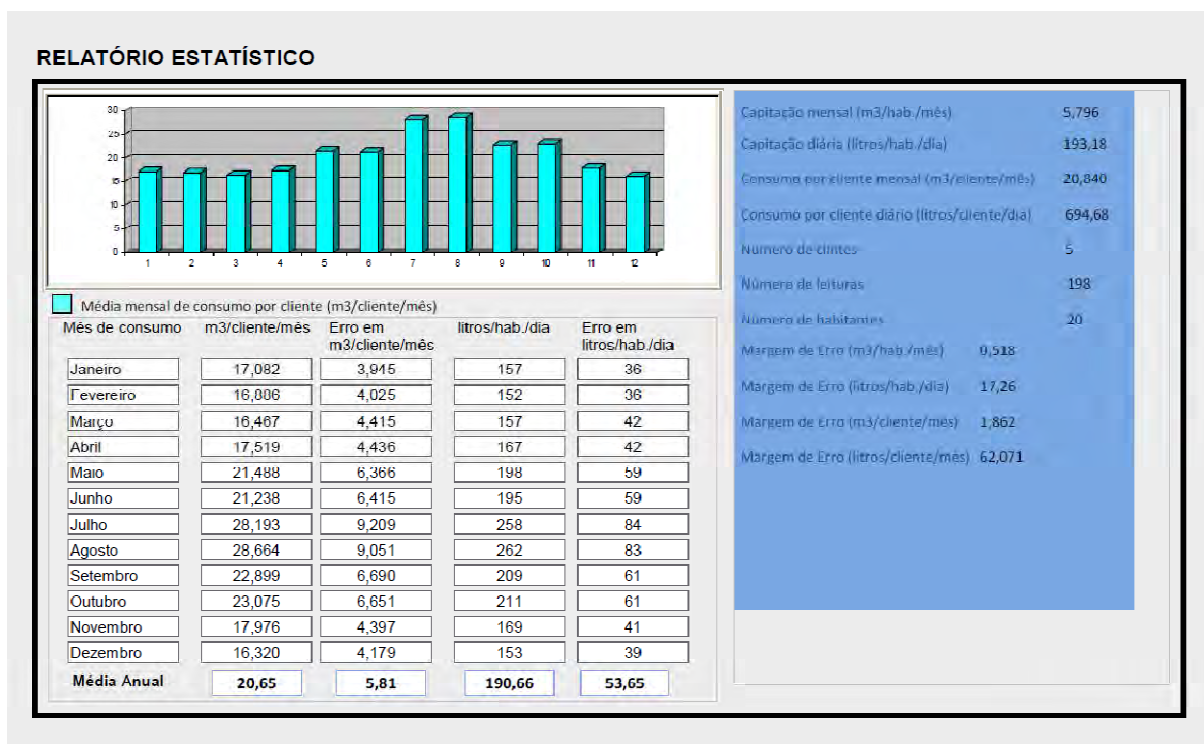 RELATÓRIO ESTATÍSTICO
30
25
20
15
10
5
0
1 2 3 4 5 6 7 8 9 10 11 12
Média mensal de consumo por cliente (m3/cliente/mês)
Mês de consumo m3/cliente/mês Erro em m3/cliente/mês litros/hab./dia Erro em litros/hab./dia
Janeiro 17,082 3,945 157 36
Fevereiro 16,886 4,025 152 36
Março 16,467 4,415 157 42
Abril 17,519 4,436 167 42
Maio 21,488 6,366 198 59
Junho 21,238 6,415 195 59
Julho 28,193 9,209 258 84
Agosto 28,664 9,051 262 83
Setembro 22,899 6,690 209 61
Outubro 23,075 6,651 211 61
Novembro 17,976 4,397 169 41
Dezembro 16,320 4,179 153 39
Média Anual 20,65 5,81 190,66 53,65
Capitação mensal (m3/hab./mês) 5,796
Capitação diária (litros/hab./dia) 193,18
Consumo por cliente mensal (m3/cliente/mês) 20,840
Consumo por cliente diário (litros/cliente/dia) 694,68
Número de clintes 5
Número de leituras 198
Número de habitantes 20
Margem de Erro (m3/hab./mês) 0,518
Margem de Erro (litros/hab./dia) 17,26
Margem de Erro (m3/cliente/mês) 1,862
Margem de Erro (litros/cliente/mês) 62,071